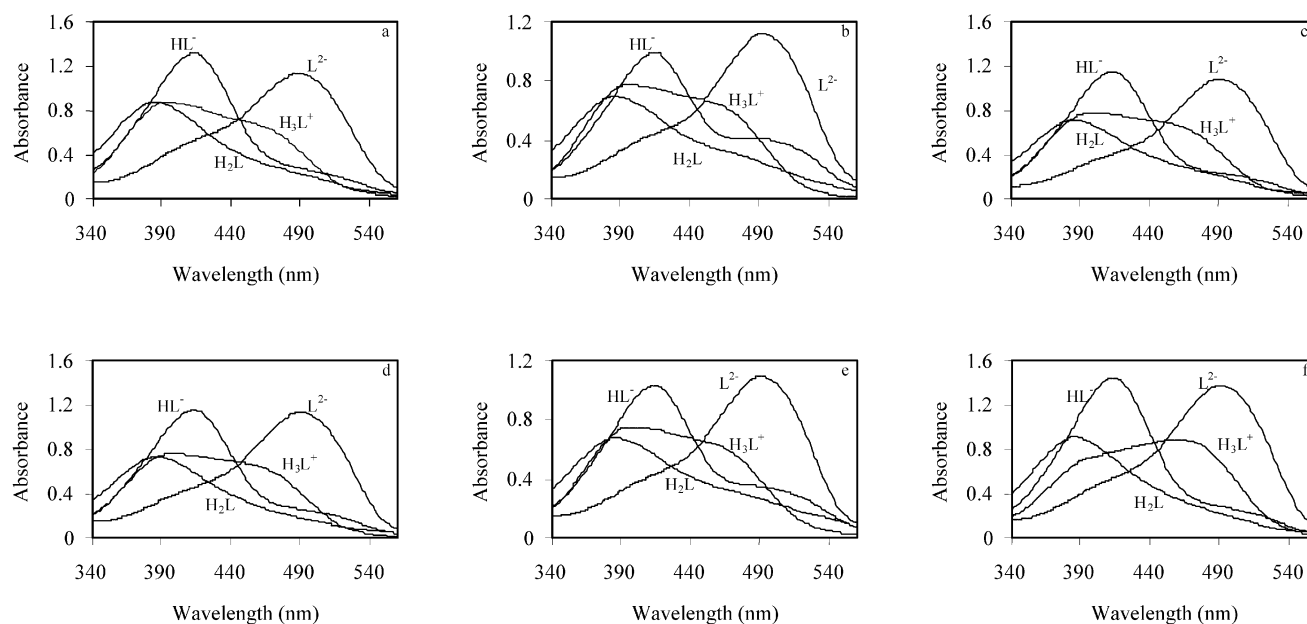 a
1.6
1.2
0.8
0.4
0
Absorbance
HL⁻
L²⁻
H₃L⁺
H₂L
340 390 440 490 540
Wavelength (nm)
b
1.2
0.8
0.4
0
Absorbance
HL⁻
L²⁻
H₃L⁺
H₂L
340 390 440 490 540
Wavelength (nm)
c
1.6
1.2
0.8
0.4
0
Absorbance
HL⁻
L²⁻
H₃L⁺
H₂L
340 390 440 490 540
Wavelength (nm)
d
1.6
1.2
0.8
0.4
0
Absorbance
HL⁻
L²⁻
H₃L⁺
H₂L
340 390 440 490 540
Wavelength (nm)
e
1.2
0.8
0.4
0
Absorbance
HL⁻
L²⁻
H₃L⁺
H₂L
340 390 440 490 540
Wavelength (nm)
f
1.6
1.2
0.8
0.4
0
Absorbance
HL⁻
L²⁻
H₃L⁺
H₂L
340 390 440 490 540
Wavelength (nm)